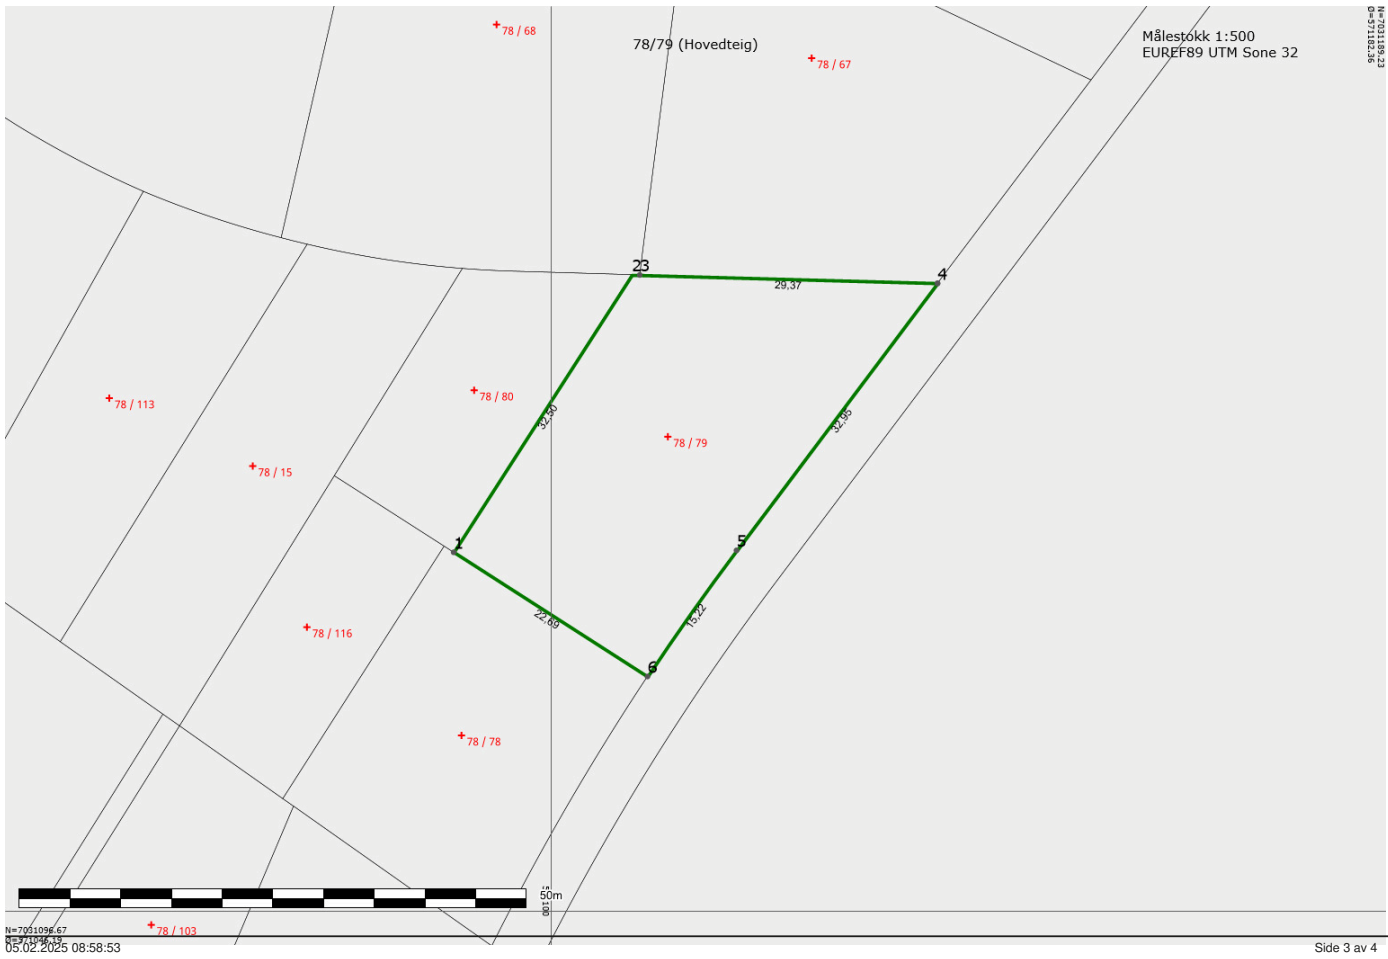 78 / 68
78/79 (Hovedteig)
78 / 67
Målestokk 1:500
EUREF89 UTM Sone 32
N=7031189.23
Ø=571182.36
23
4
29,37
78 / 113
78 / 80
32,50
32,95
78 / 79
78 / 15
1
5
22,69
15,22
78 / 116
6
78 / 78
50m
78 / 103
N=7031096.67
Ø=571046.19
05.02.2025 08:58:53
Side 3 av 4